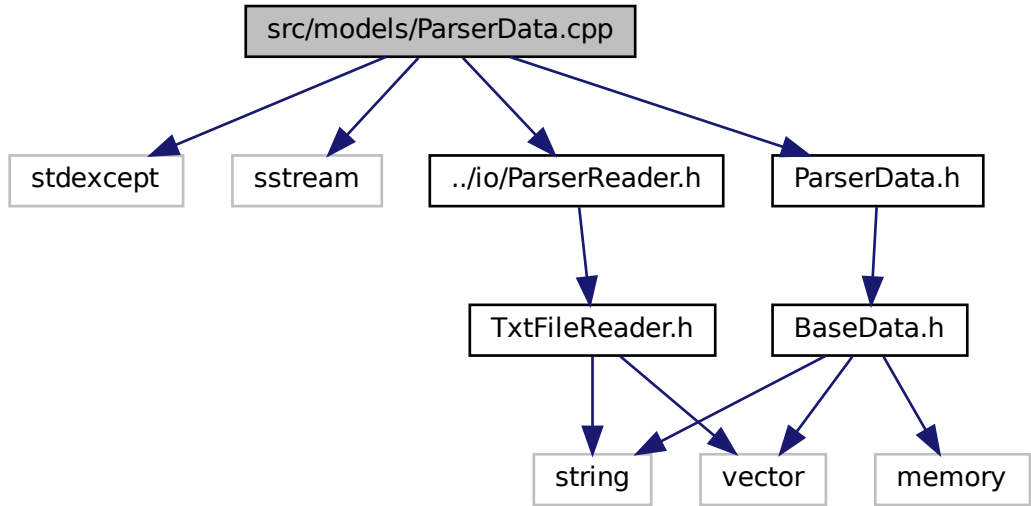 src/models/ParserData.cpp
stdexcept
sstream
../io/ParserReader.h
ParserData.h
TxtFileReader.h
BaseData.h
string
vector
memory